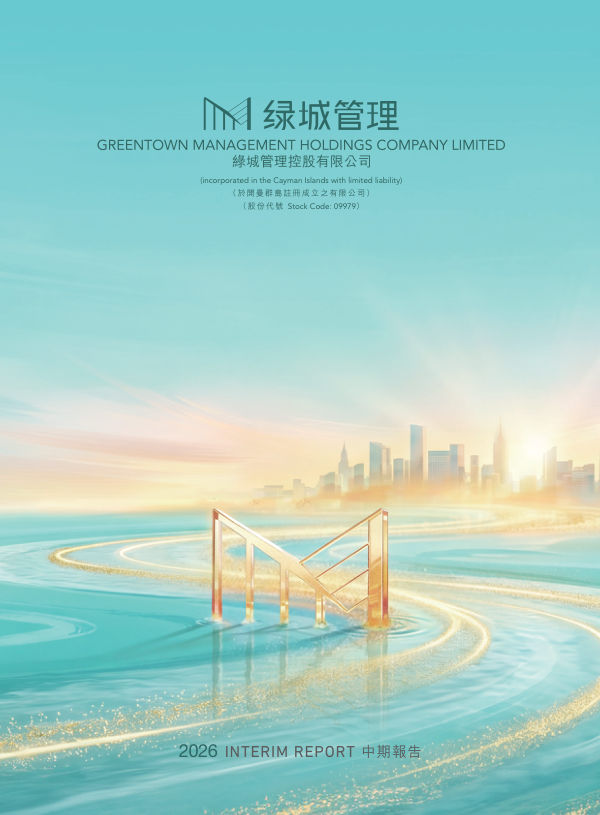 绿城管理
GREENTOWN MANAGEMENT HOLDINGS COMPANY LIMITED
綠城管理控股有限公司
(incorporated in the Cayman Islands with limited liability)
（於開曼群島註冊成立之有限公司）
（股份代號 Stock Code: 09979）
2026 INTERIM REPORT 中期報告